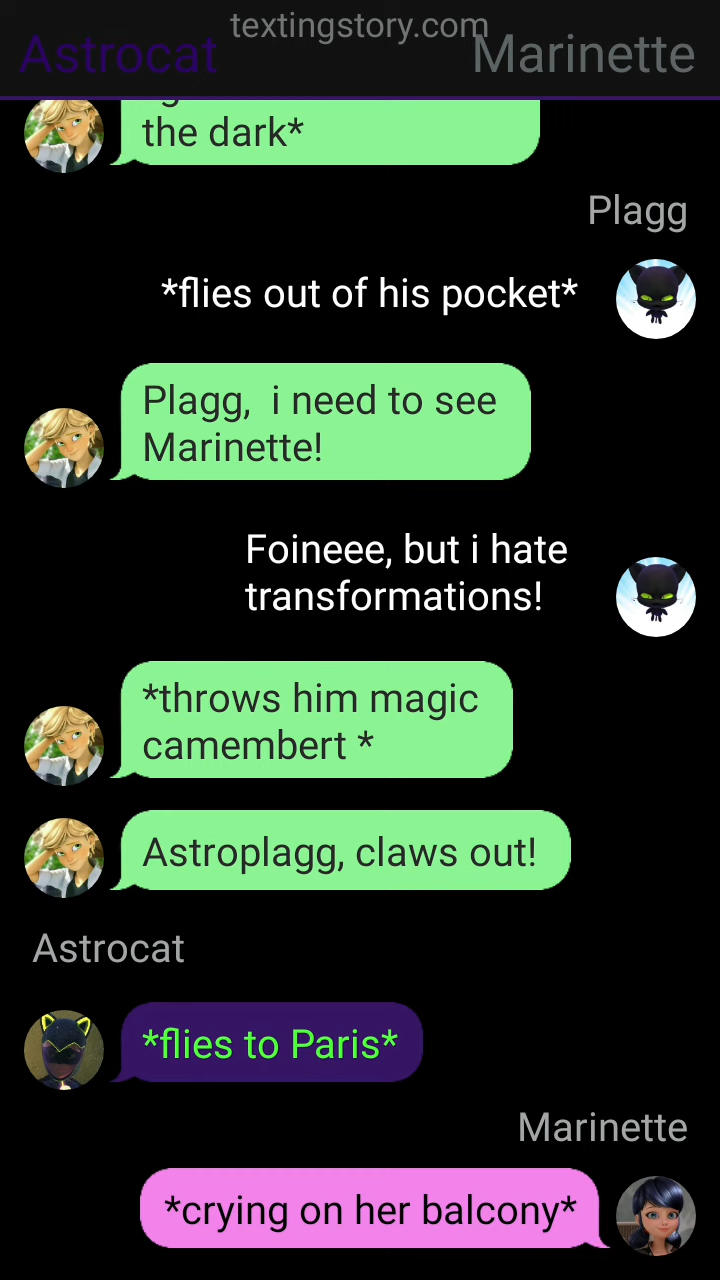 textingstory.com
Astrocat
Marinette
the dark*
Plagg
*flies out of his pocket*
Plagg,  i need to see
Marinette!
Foineee, but i hate
transformations!
*throws him magic
camembert *
Astroplagg, claws out!
Astrocat
*flies to Paris*
Marinette
*crying on her balcony*